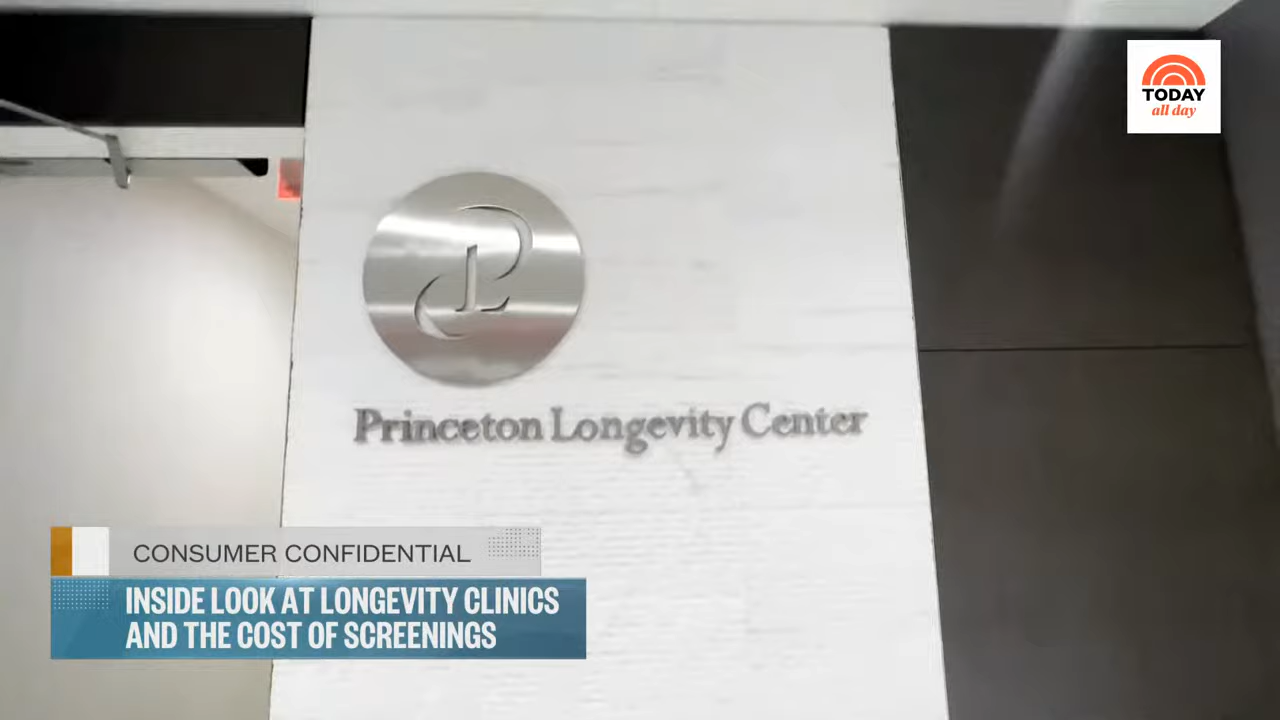 TODAY
all day
Princeton Longevity Center
CONSUMER CONFIDENTIAL
INSIDE LOOK AT LONGEVITY CLINICS
AND THE COST OF SCREENINGS